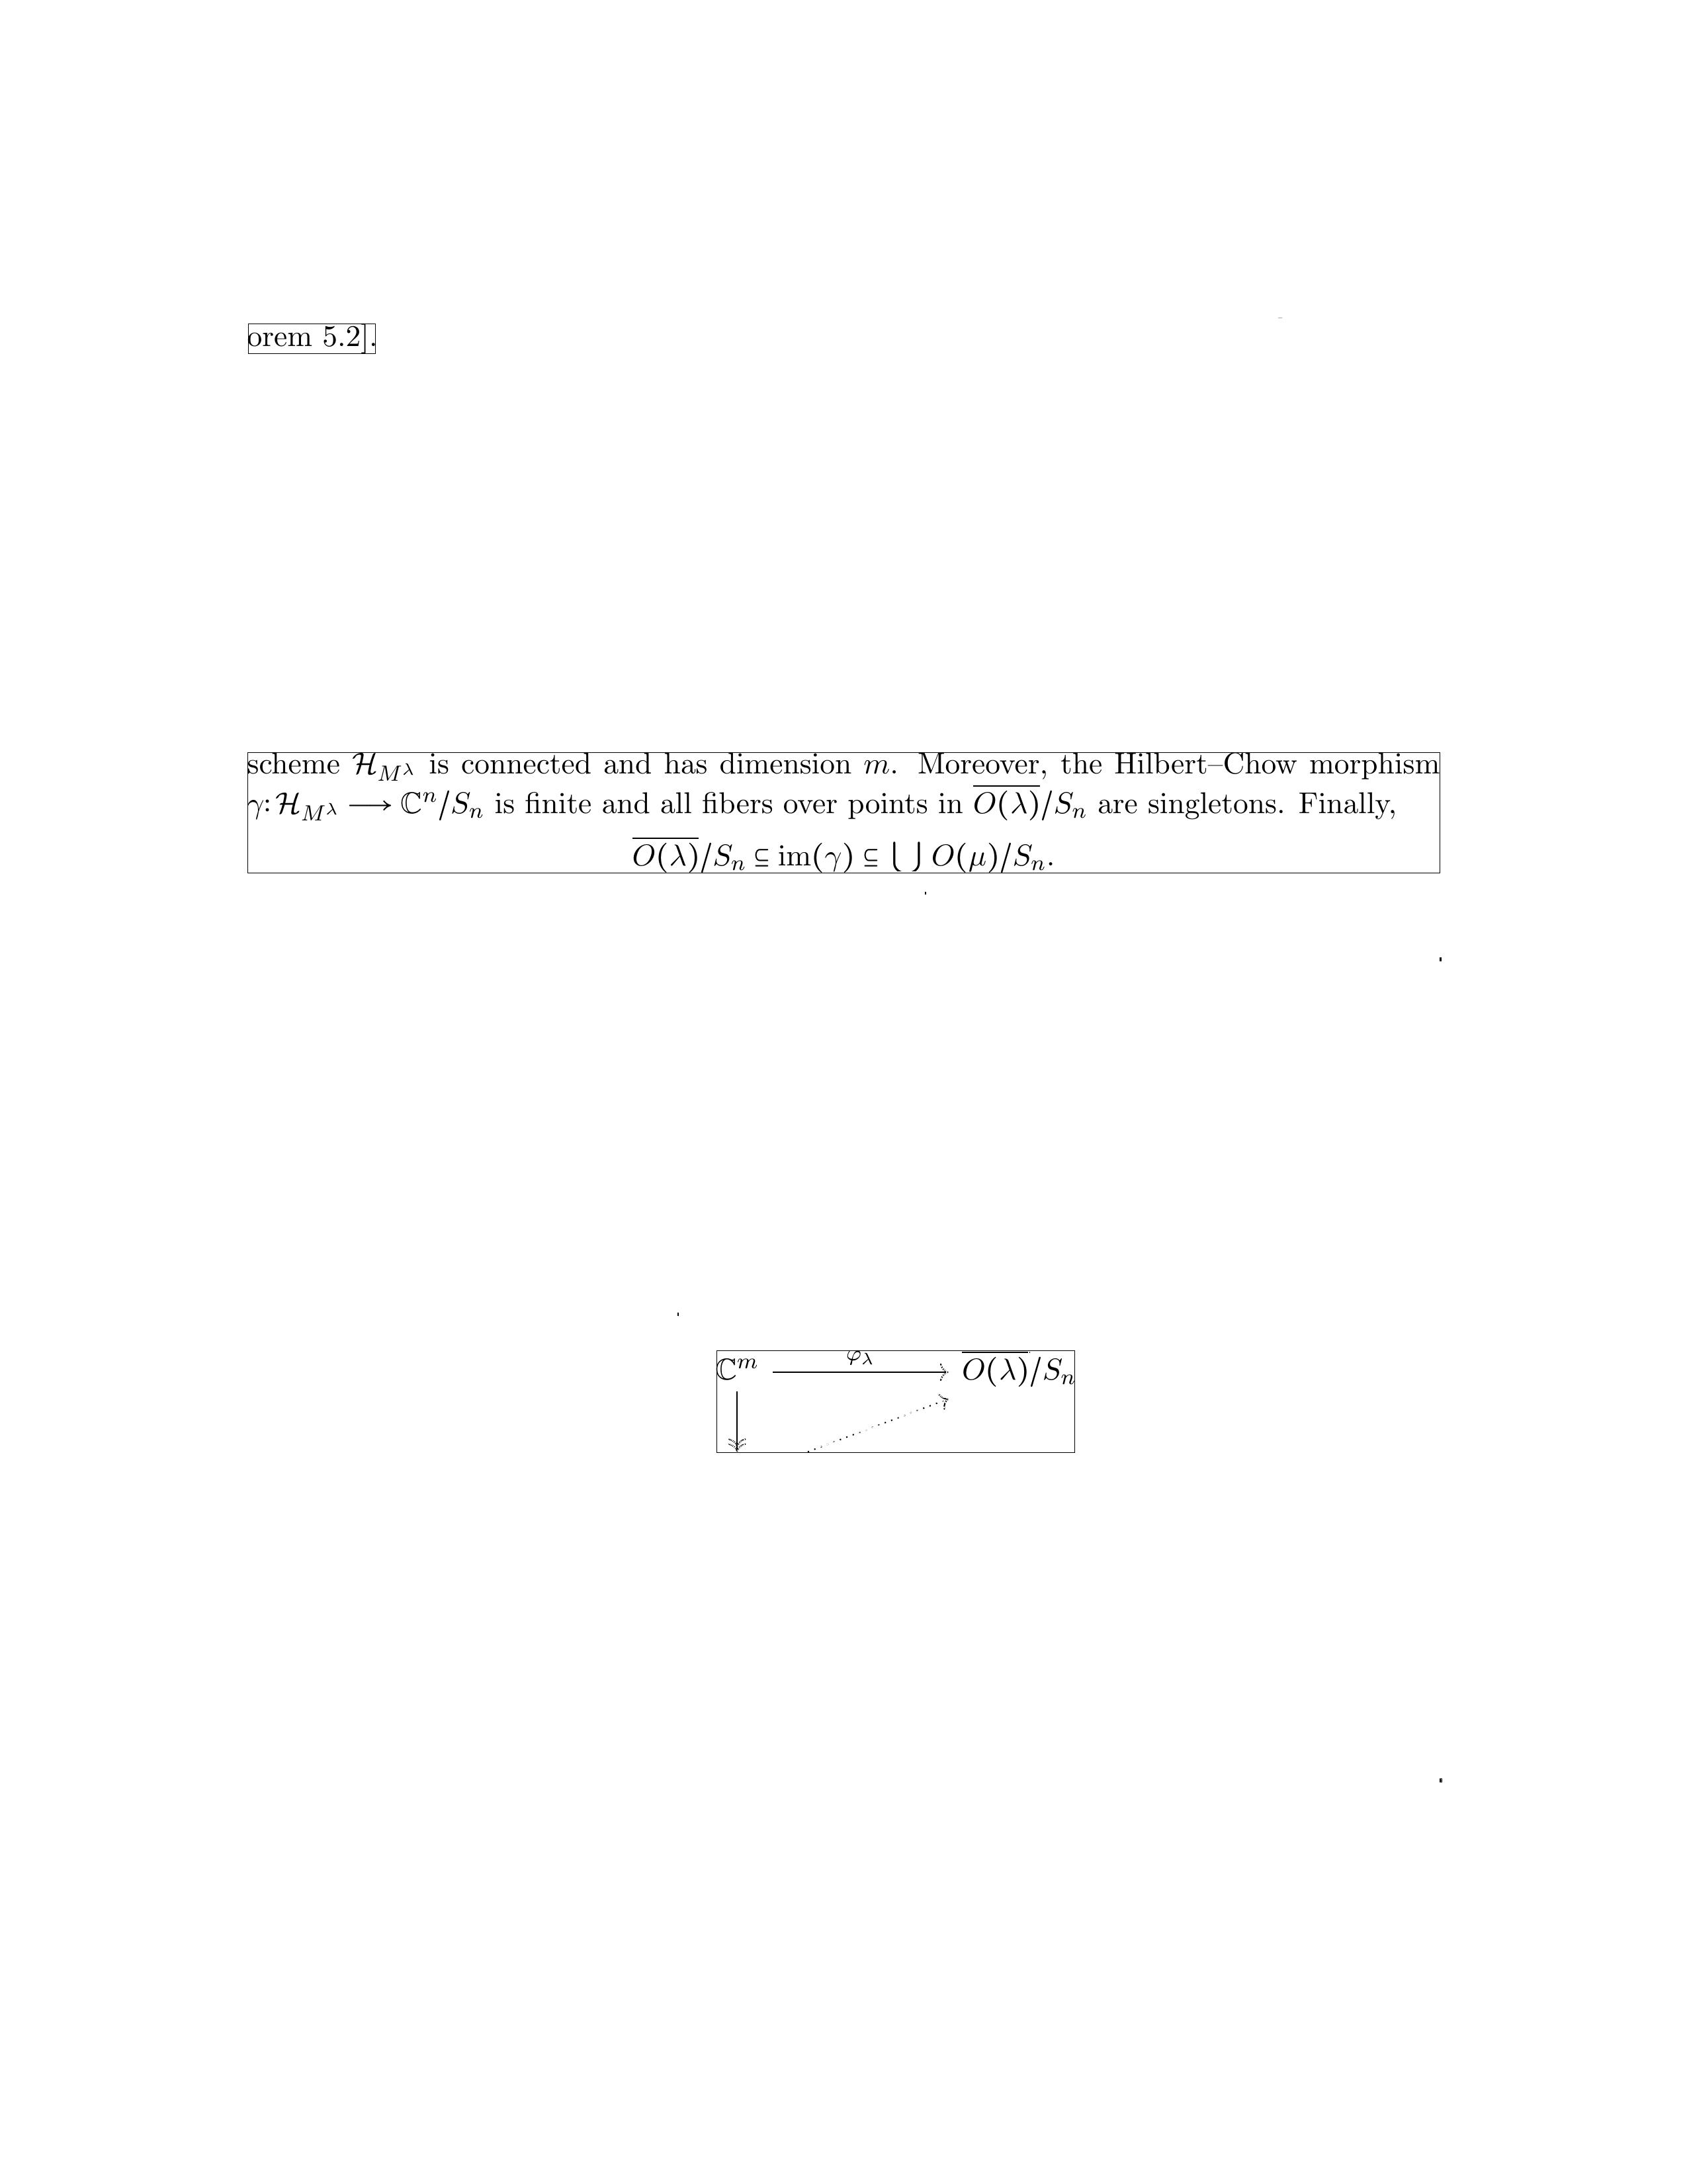 orem 5.2].
scheme $\mathcal{H}_{M^\lambda}$ is connected and has dimension $m$. Moreover, the Hilbert–Chow morphism
$\gamma\colon \mathcal{H}_{M^\lambda} \longrightarrow \mathbb{C}^n/S_n$ is finite and all fibers over points in $\overline{O(\lambda)}/S_n$ are singletons. Finally,
$\overline{O(\lambda)}/S_n \subseteq \mathrm{im}(\gamma) \subseteq \bigcup O(\mu)/S_n.$
$\varphi_\lambda$
$\mathbb{C}^m \longrightarrow \overline{O(\lambda)}/S_n$